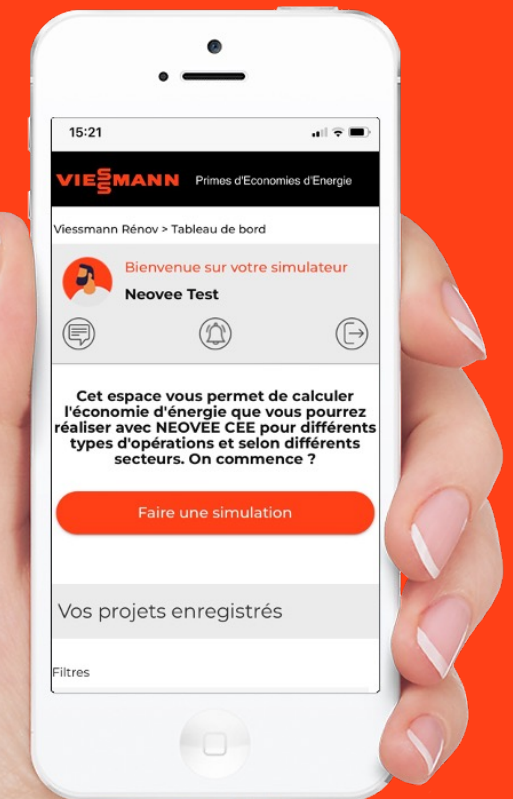 15:21
VIESSMANN Primes d'Economies d'Energie
Viessmann Rénov > Tableau de bord
Bienvenue sur votre simulateur
Neovee Test
Cet espace vous permet de calculer
l'économie d'énergie que vous pourrez
réaliser avec NEOVEE CEE pour différents
types d'opérations et selon différents
secteurs. On commence ?
Faire une simulation
Vos projets enregistrés
Filtres